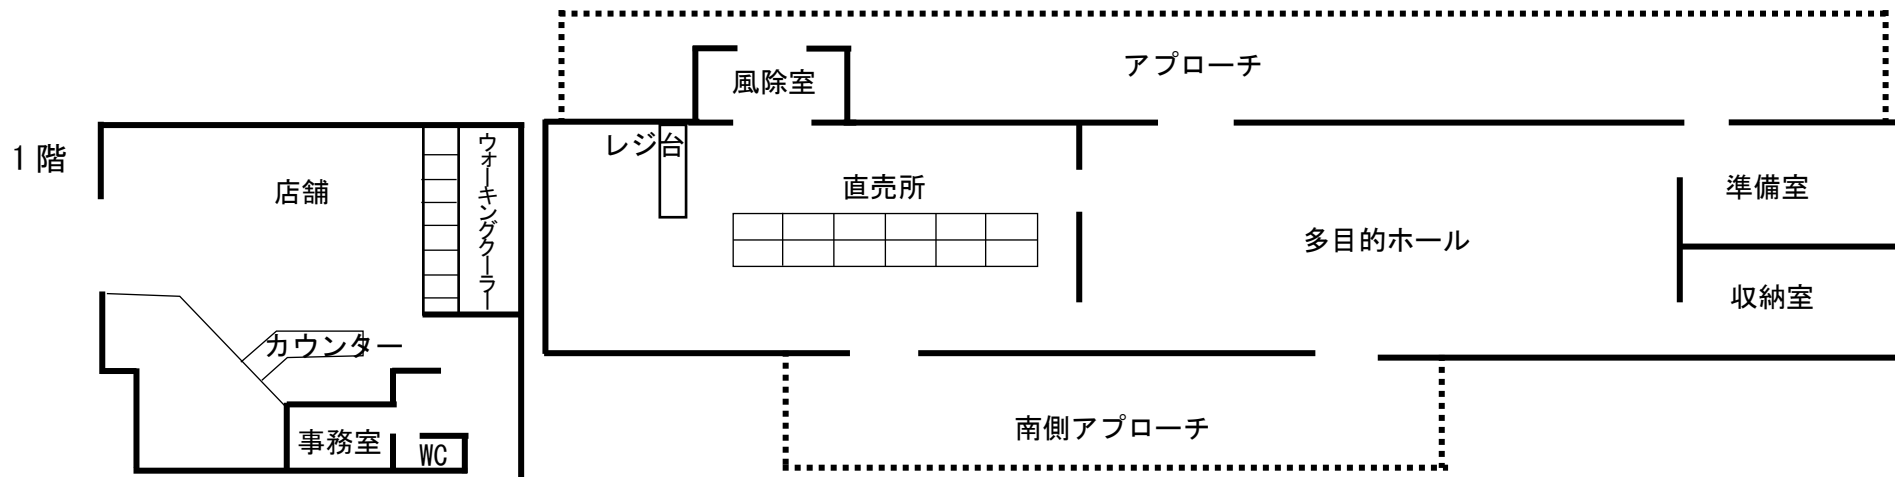 アプローチ
風除室
レジ台
1階
店舗
ウォーキングクーラー
直売所
準備室
多目的ホール
収納室
カウンター
南側アプローチ
事務室
WC